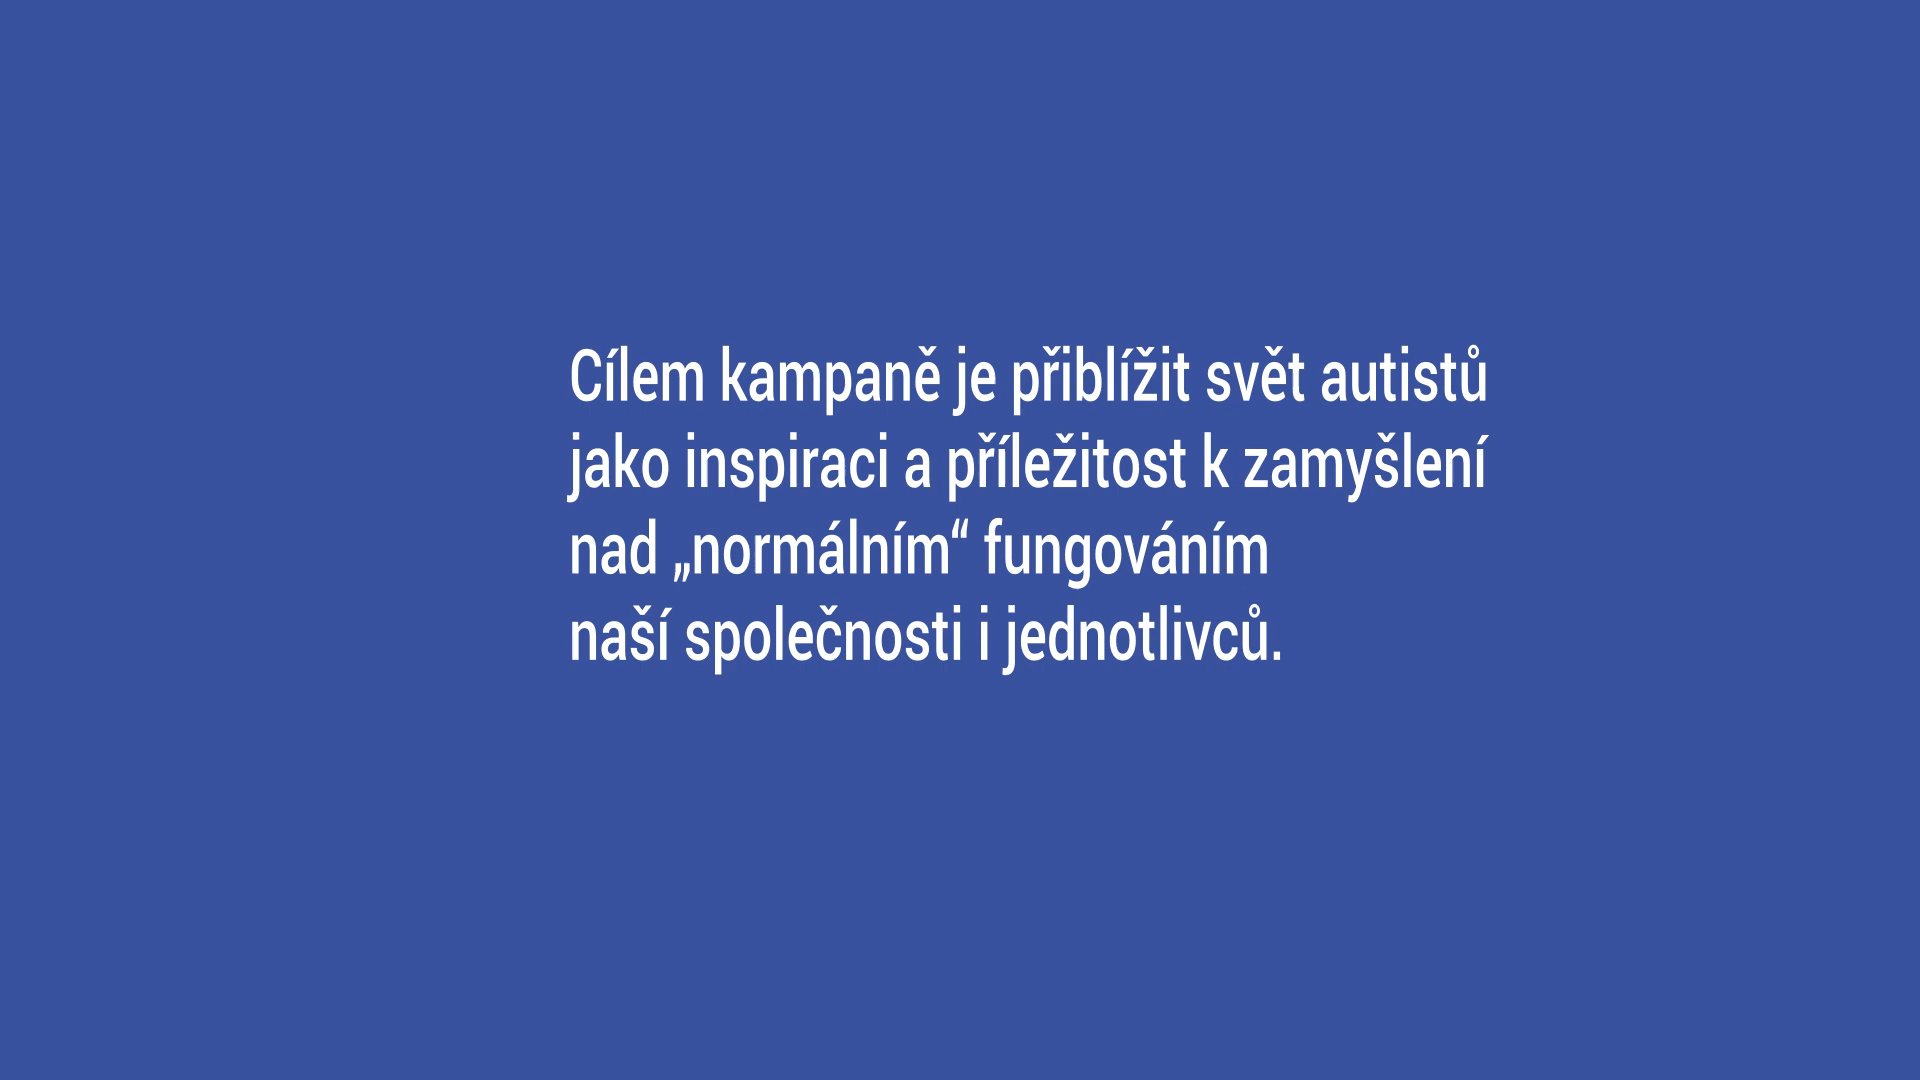 Cílem kampaně je přiblížit svět autistů
jako inspiraci a příležitost k zamyšlení
nad „normálním“ fungováním
naší společnosti i jednotlivců.